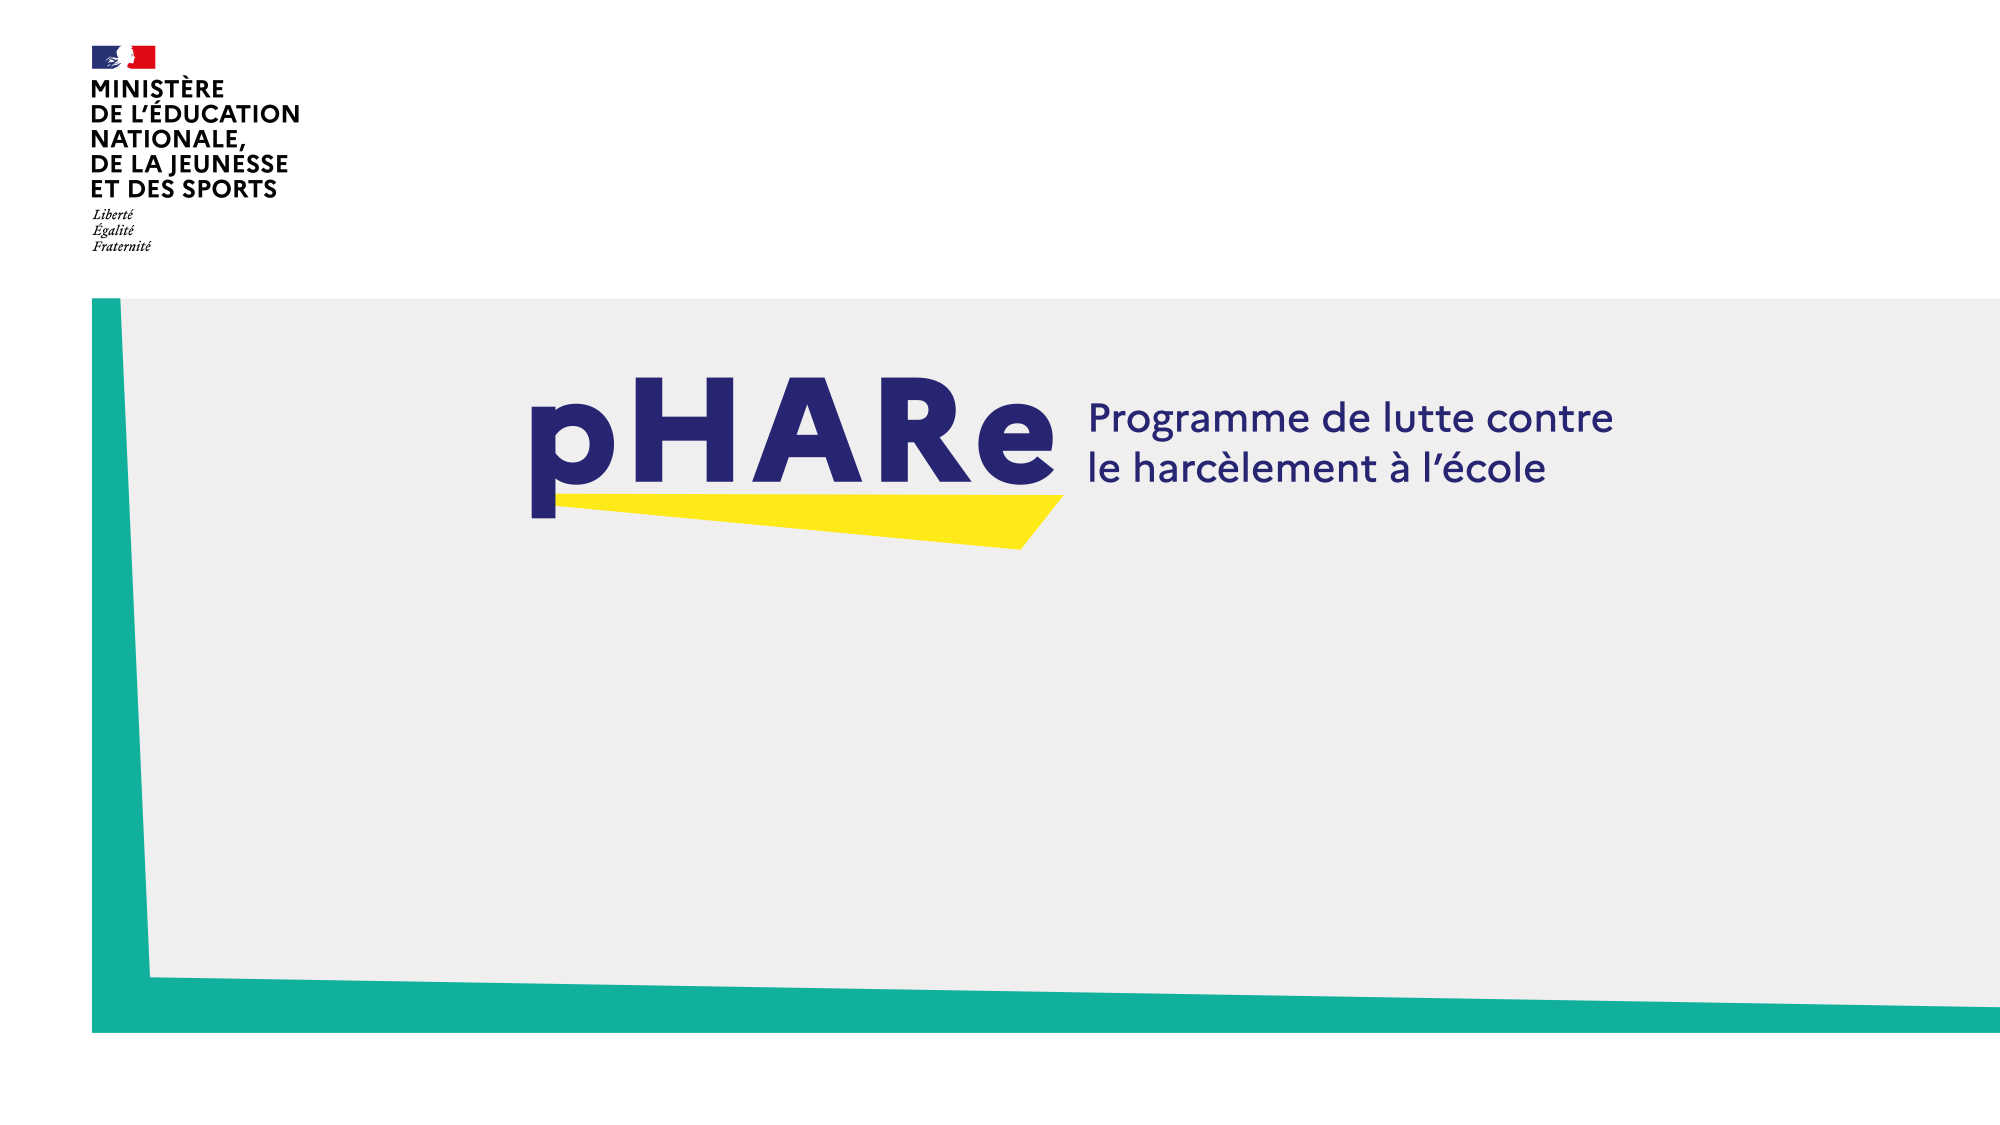 MINISTÈRE
DE L’ÉDUCATION
NATIONALE,
DE LA JEUNESSE
ET DES SPORTS
Liberté
Égalité
Fraternité
pHARe
Programme de lutte contre
le harcèlement à l’école